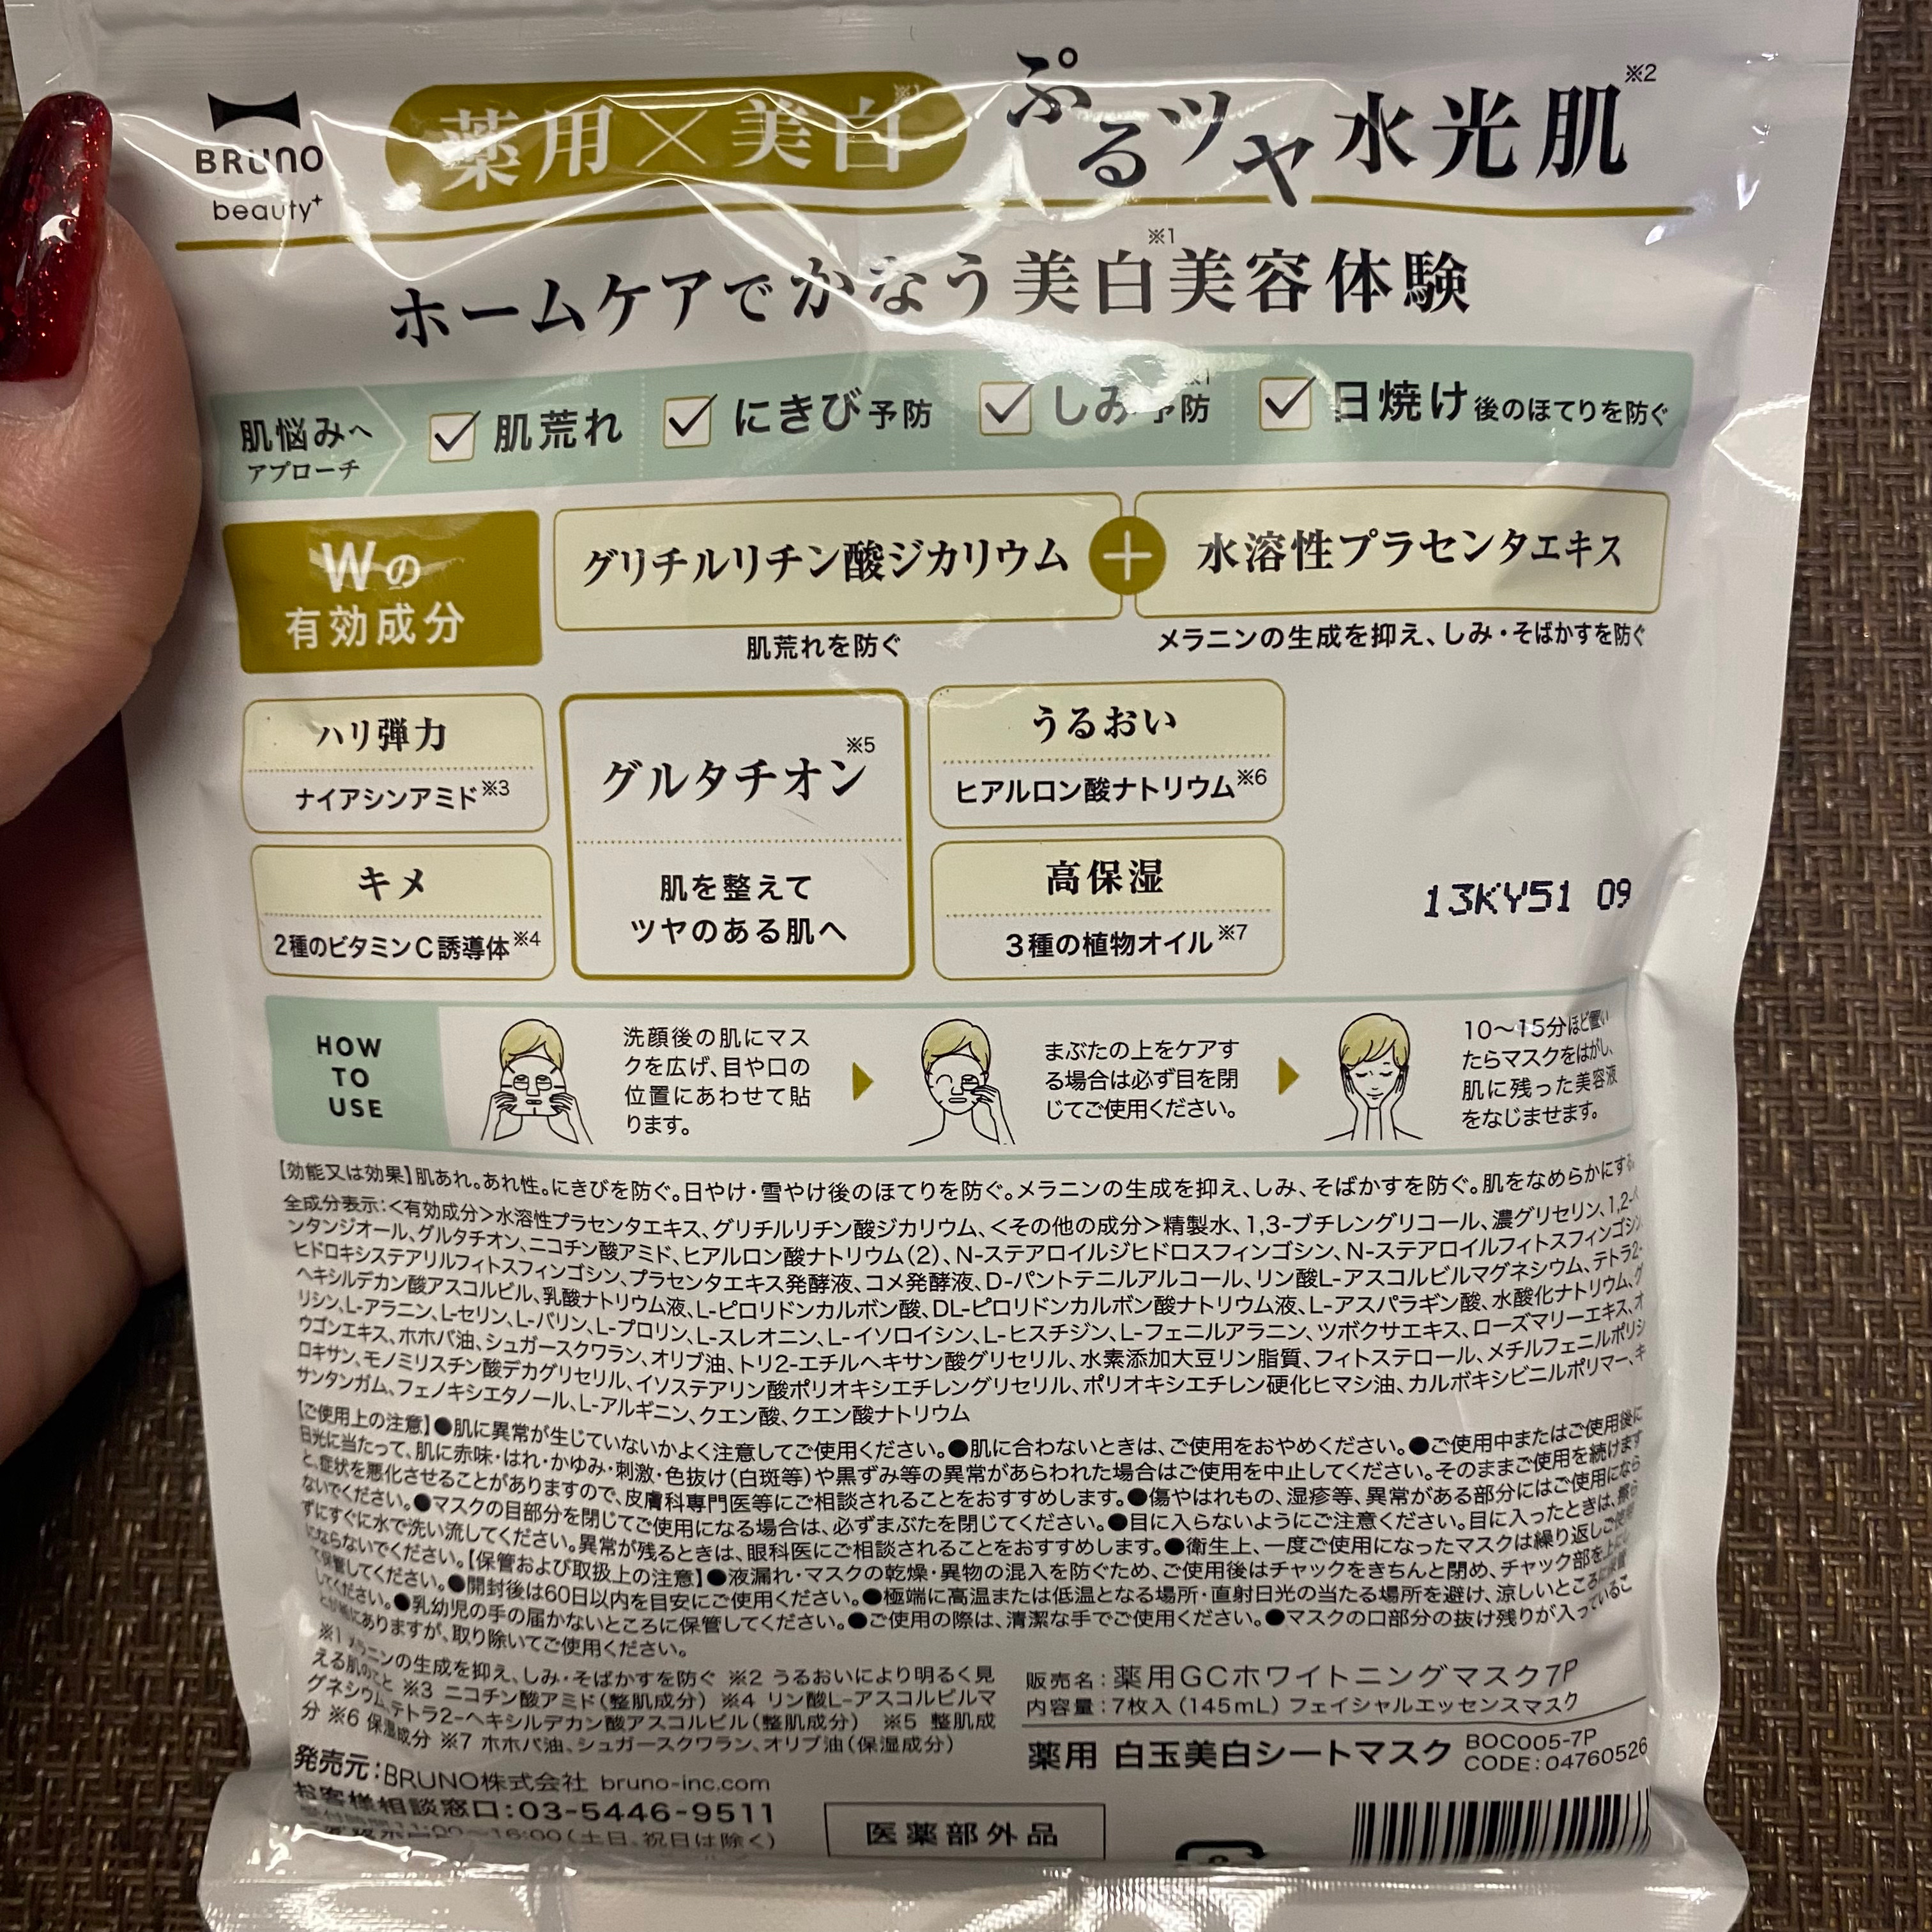 BRUNO
beauty+
薬用×美白※1
ぷるツヤ水光肌※2
ホームケアでかなう美白※1美容体験
肌悩みへ
アプローチ
肌荒れ
にきび予防
しみ※1予防
日焼け後のほてりを防ぐ
Wの
有効成分
グリチルリチン酸ジカリウム
+
水溶性プラセンタエキス
肌荒れを防ぐ
メラニンの生成を抑え、しみ・そばかすを防ぐ
ハリ弾力
ナイアシンアミド※3
キメ
2種のビタミンC誘導体※4
グルタチオン※5
肌を整えて
ツヤのある肌へ
うるおい
ヒアルロン酸ナトリウム※6
高保湿
3種の植物オイル※7
13KY51 09
HOW
TO
USE
洗顔後の肌にマス
クを広げ、目や口の
位置にあわせて貼
ります。
まぶたの上をケアす
る場合は必ず目を閉
じてご使用ください。
10〜15分ほど置い
たらマスクをはがし、
肌に残った美容液
をなじませます。
【効能又は効果】肌あれ。あれ性。にきびを防ぐ。日やけ・雪やけ後のほてりを防ぐ。メラニンの生成を抑え、しみ、そばかすを防ぐ。肌をなめらかにする。
全成分表示:<有効成分>水溶性プラセンタエキス、グリチルリチン酸ジカリウム、<その他の成分>精製水、1,3-ブチレングリコール、濃グリセリン、1,2-ペ
ンタンジオール、グルタチオン、ニコチン酸アミド、ヒアルロン酸ナトリウム(2)、N-ステアロイルジヒドロスフィンゴシン、N-ステアロイルフィトスフィンゴシン、
ヒドロキシステアリルフィトスフィンゴシン、プラセンタエキス発酵液、コメ発酵液、D-パントテニルアルコール、リン酸L-アスコルビルマグネシウム、テトラ2-
ヘキシルデカン酸アスコルビル、乳酸ナトリウム液、L-ピロリドンカルボン酸、DL-ピロリドンカルボン酸ナトリウム液、L-アスパラギン酸、水酸化ナトリウム、グ
リシン、L-アラニン、L-セリン、L-バリン、L-プロリン、L-スレオニン、L-イソロイシン、L-ヒスチジン、L-フェニルアラニン、ツボクサエキス、ローズマリーエキス、オ
ウゴンエキス、ホホバ油、シュガースクワラン、オリブ油、トリ2-エチルヘキサン酸グリセリル、水素添加大豆リン脂質、フィトステロール、メチルフェニルポリシ
ロキサン、モノミリスチン酸デカグリセリル、イソステアリン酸ポリオキシエチレングリセリル、ポリオキシエチレン硬化ヒマシ油、カルボキシビニルポリマー、キ
サンタンガム、フェノキシエタノール、L-アルギニン、クエン酸、クエン酸ナトリウム
【ご使用上の注意】●肌に異常が生じていないかよく注意してご使用ください。●肌に合わないときは、ご使用をおやめください。●ご使用中またはご使用後に
日光に当たって、肌に赤味・はれ・かゆみ・刺激・色抜け(白斑等)や黒ずみ等の異常があらわれた場合はご使用を中止してください。そのままご使用を続けます
と、症状を悪化させることがありますので、皮膚科専門医等にご相談されることをおすすめします。●傷やはれもの、湿疹等、異常がある部分にはご使用になら
ないでください。●マスクの目部分を閉じてご使用になる場合は、必ずまぶたを閉じてください。●目に入らないようにご注意ください。目に入ったときは、擦ら
ずにすぐに水で洗い流してください。異常が残るときは、眼科医にご相談されることをおすすめします。●衛生上、一度ご使用になったマスクは繰り返しご使用
にならないでください。【保管および取扱上の注意】●液漏れ・マスクの乾燥・異物の混入を防ぐため、ご使用後はチャックをきちんと閉め、チャック部を上にし
て保管してください。●開封後は60日以内を目安にご使用ください。●極端に高温または低温となる場所・直射日光の当たる場所を避け、涼しいところに保管
してください。●乳幼児の手の届かないところに保管してください。●ご使用の際は、清潔な手でご使用ください。●マスクの口部分の抜け残りが入っているこ
とが稀にありますが、取り除いてご使用ください。
※1 メラニンの生成を抑え、しみ・そばかすを防ぐ ※2 うるおいにより明るく見
える肌のこと ※3 ニコチン酸アミド(整肌成分) ※4 リン酸L-アスコルビルマ
グネシウム、テトラ2-ヘキシルデカン酸アスコルビル(整肌成分) ※5 整肌成
分 ※6 保湿成分 ※7 ホホバ油、シュガースクワラン、オリブ油(保湿成分)
発売元:BRUNO株式会社 bruno-inc.com
お客様相談窓口:03-5446-9511
受付時間11:00〜16:00(土日、祝日は除く)
販売名:薬用GCホワイトニングマスク7P
内容量:7枚入(145mL) フェイシャルエッセンスマスク
薬用 白玉美白シートマスク
BOC005-7P
CODE:04760526
医薬部外品